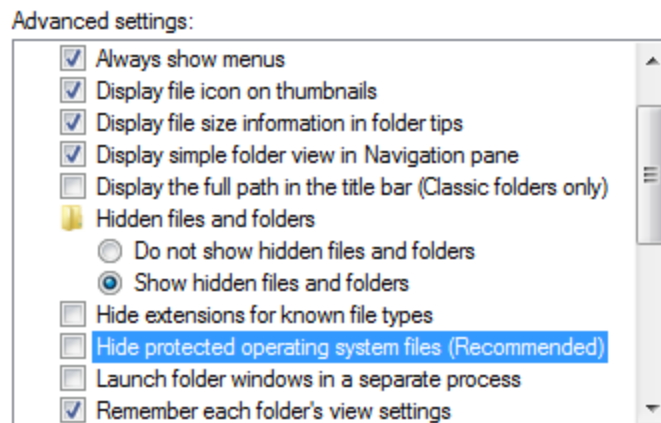 Advanced settings:
Always show menus
Display file icon on thumbnails
Display file size information in folder tips
Display simple folder view in Navigation pane
Display the full path in the title bar (Classic folders only)
Hidden files and folders
Do not show hidden files and folders
Show hidden files and folders
Hide extensions for known file types
Hide protected operating system files (Recommended)
Launch folder windows in a separate process
Remember each folder's view settings